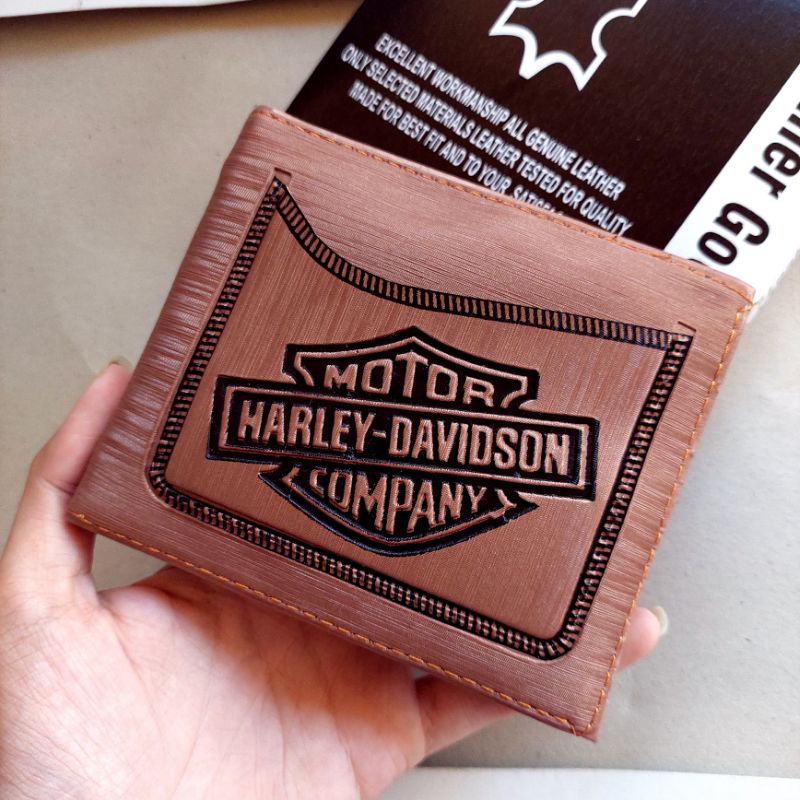 EXCELLENT WORKMANSHIP ALL GENUINE LEATHER
ONLY SELECTED MATERIALS LEATHER TESTED FOR QUALITY
MADE FOR BEST FIT AND TO YOUR
MOTOR
HARLEY-DAVIDSON
COMPANY